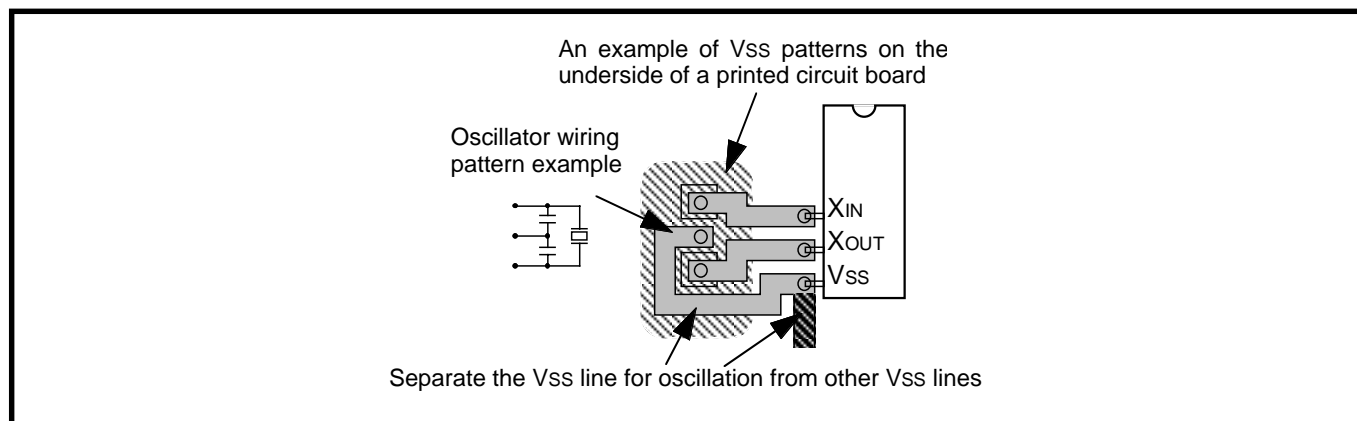 An example of VSS patterns on the
underside of a printed circuit board
Oscillator wiring
pattern example
XIN
XOUT
VSS
Separate the VSS line for oscillation from other VSS lines